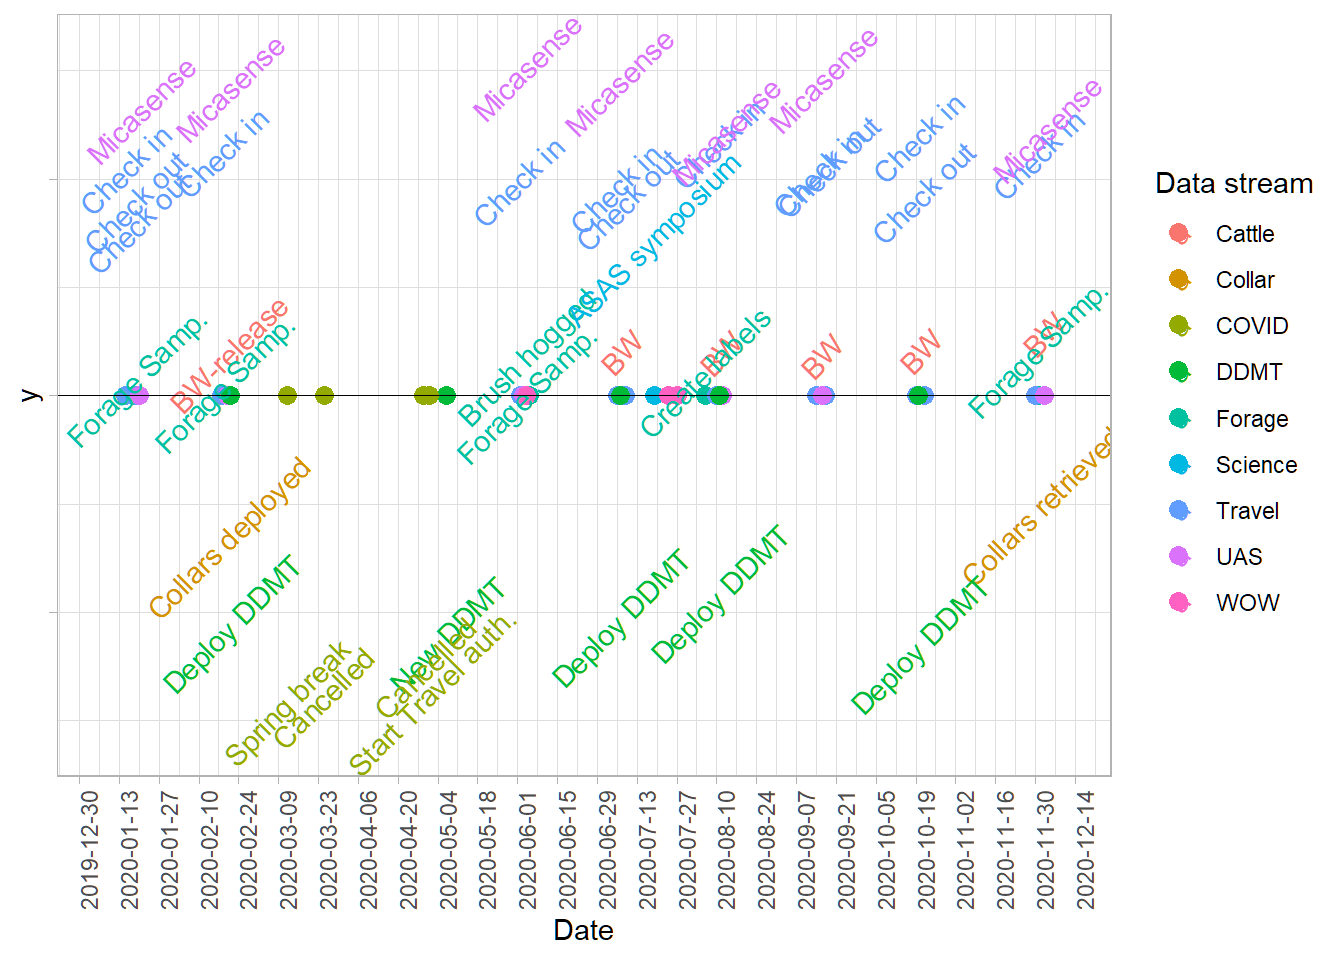 Micasense
Micasense
Micasense
Micasense
Micasense
Micasense
Micasense
Check in
Check out
Check out
Check in
Check in
Check in
Check out
Check in
Check in
Check out
Check in
Check out
Check in
ASAS symposium
Forage Samp.
BW-release
Forage Samp.
Brush hogged
Forage Samp.
BW
BW
Create labels
BW
BW
BW
Forage Samp.
Collars deployed
Deploy DDMT
Spring break
Cancelled
New DDMT
Cancelled
Start Travel auth.
Deploy DDMT
Deploy DDMT
Deploy DDMT
Collars retrieved
y
2019-12-30
2020-01-13
2020-01-27
2020-02-10
2020-02-24
2020-03-09
2020-03-23
2020-04-06
2020-04-20
2020-05-04
2020-05-18
2020-06-01
2020-06-15
2020-06-29
2020-07-13
2020-07-27
2020-08-10
2020-08-24
2020-09-07
2020-09-21
2020-10-05
2020-10-19
2020-11-02
2020-11-16
2020-11-30
2020-12-14
Date
Data stream
Cattle
Collar
COVID
DDMT
Forage
Science
Travel
UAS
WOW